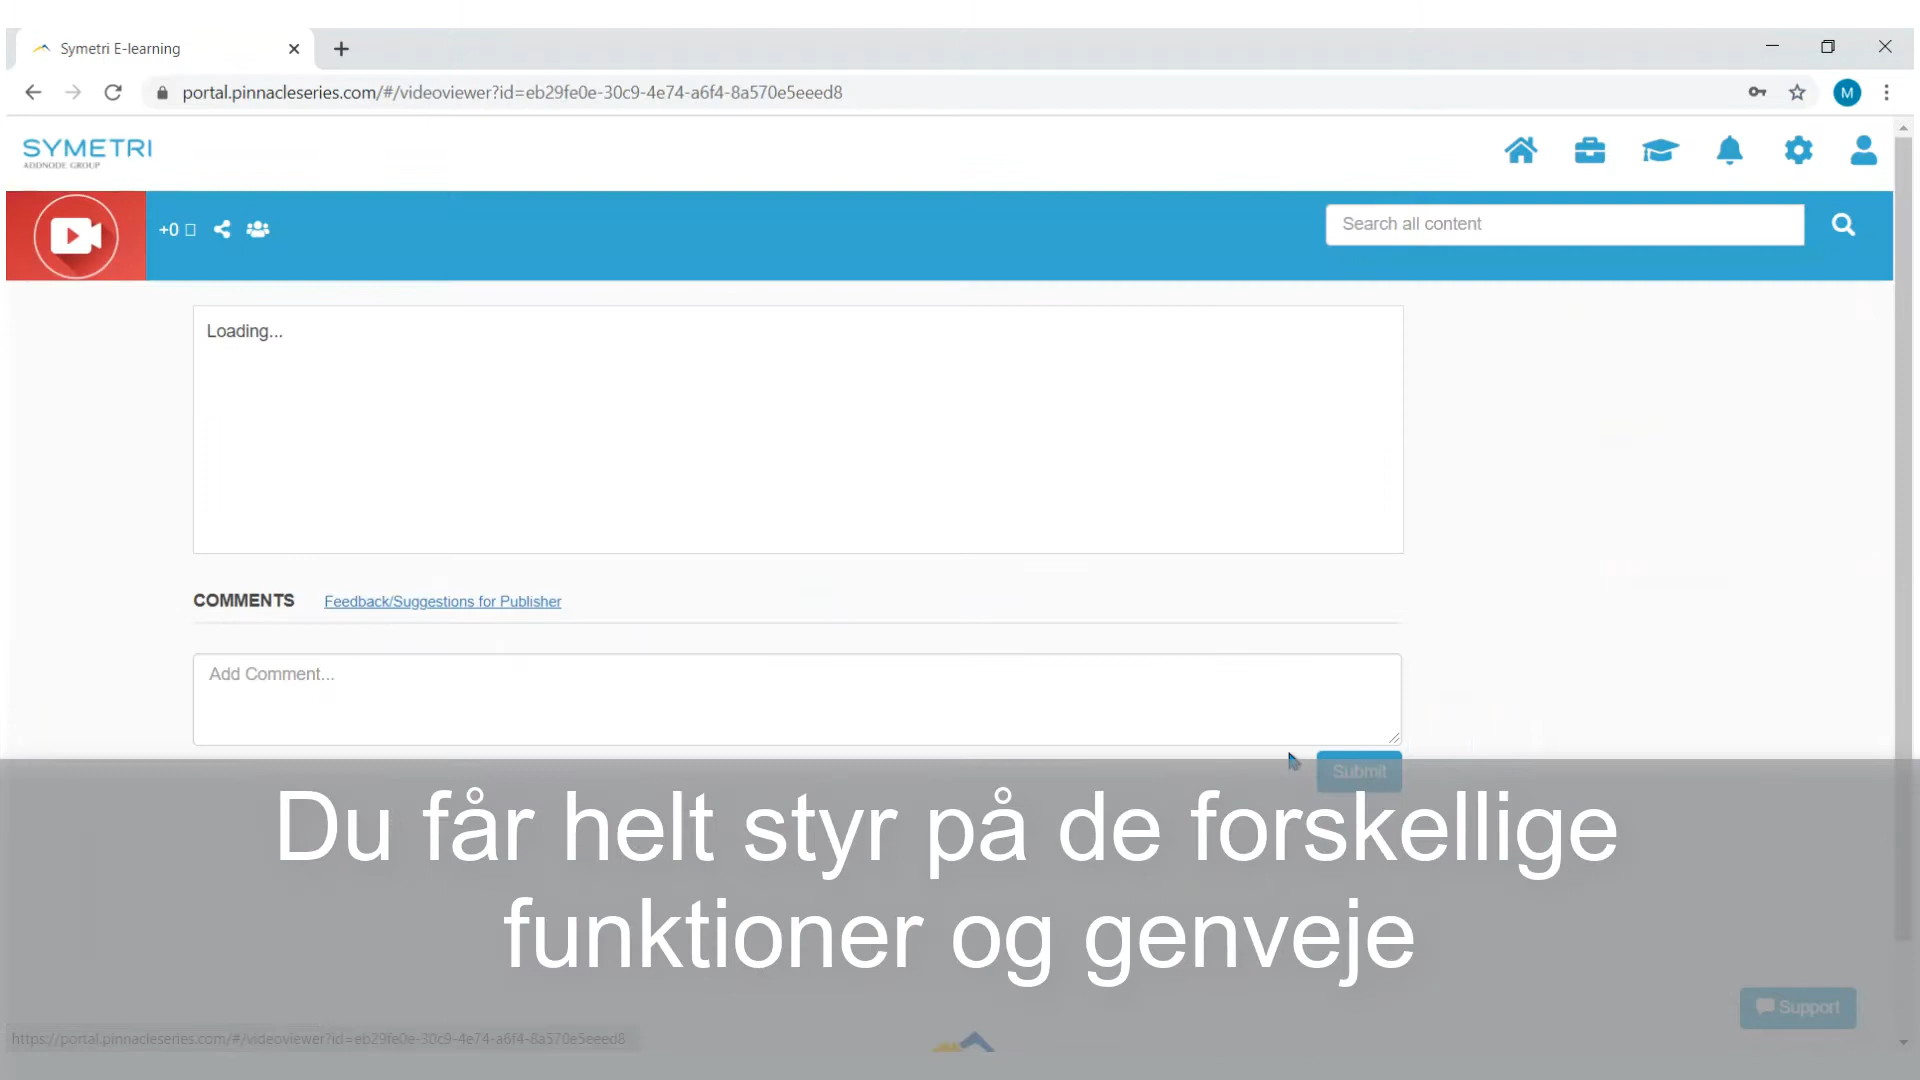 Symetri E-learning
portal.pinnacleseries.com/#/videoviewer?id=eb29fe0e-30c9-4e74-a6f4-8a570e5eeed8
M
SYMETRI
ADDNODE GROUP
+0
Search all content
Loading...
COMMENTS Feedback/Suggestions for Publisher
Add Comment...
Submit
Du får helt styr på de forskellige
funktioner og genveje
Support
https://portal.pinnacleseries.com/#/videoviewer?id=eb29fe0e-30c9-4e74-a6f4-8a570e5eeed8